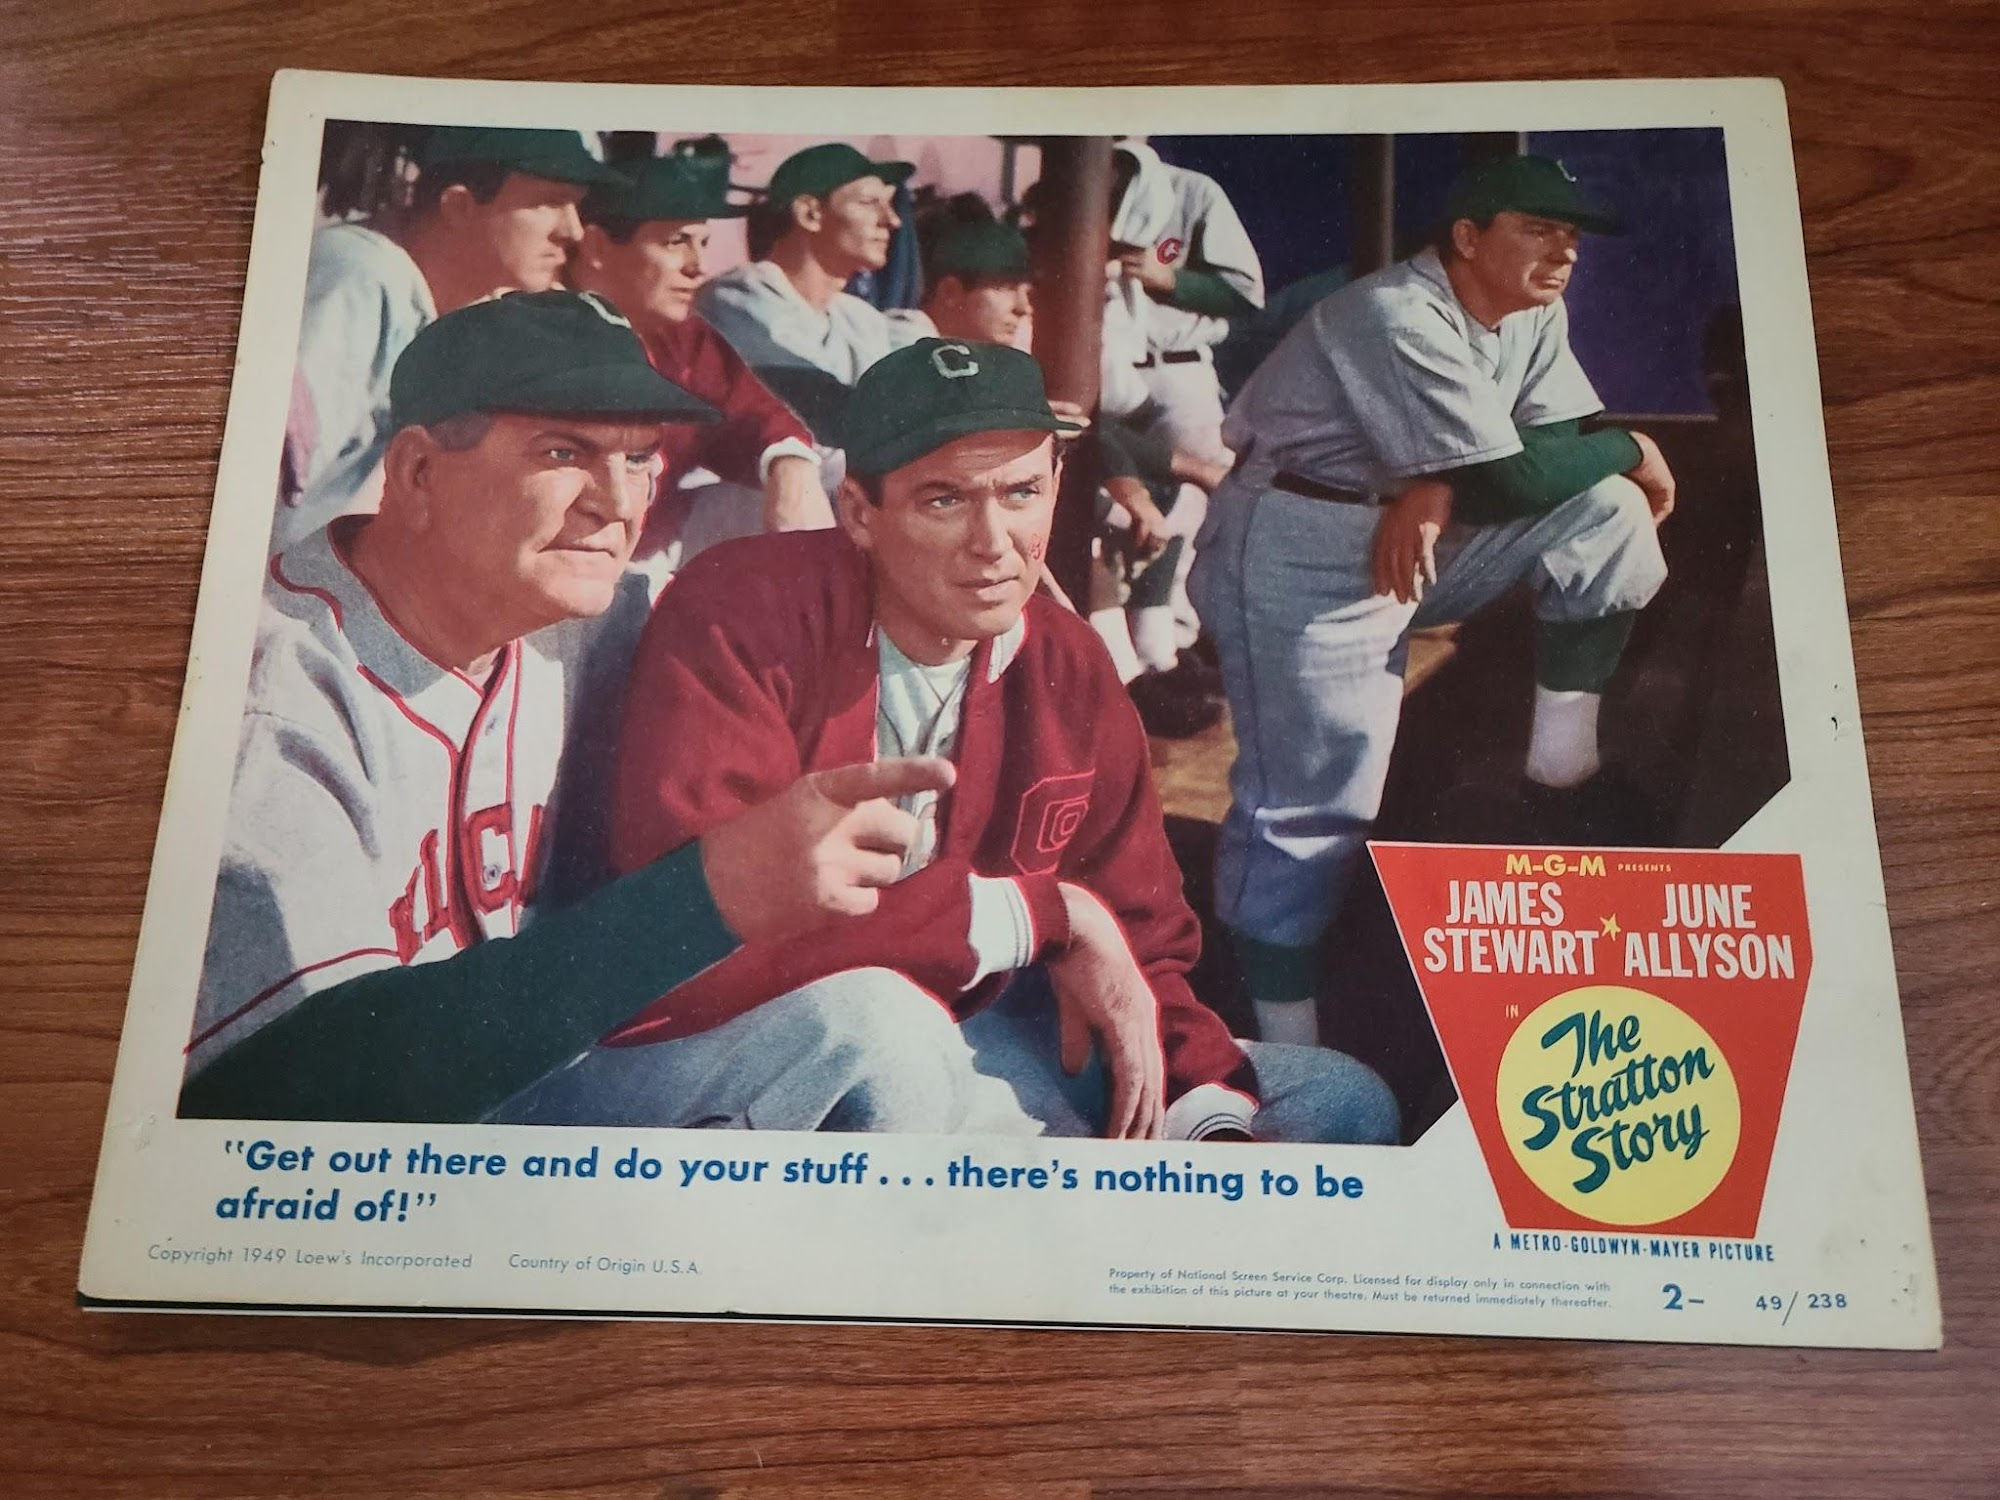 C
C
C
ICA
M-G-M PRESENTS
JAMES STEWART
JUNE ALLYSON
IN
The
Stratton
Story
A METRO-GOLDWYN-MAYER PICTURE
"Get out there and do your stuff...there's nothing to be
afraid of!"
Copyright 1949 Loew's Incorporated Country of Origin U.S.A.
Property of National Screen Service Corp. Licensed for display only in connection with
the exhibition of this picture at your theatre. Must be returned immediately thereafter.
2- 49/238